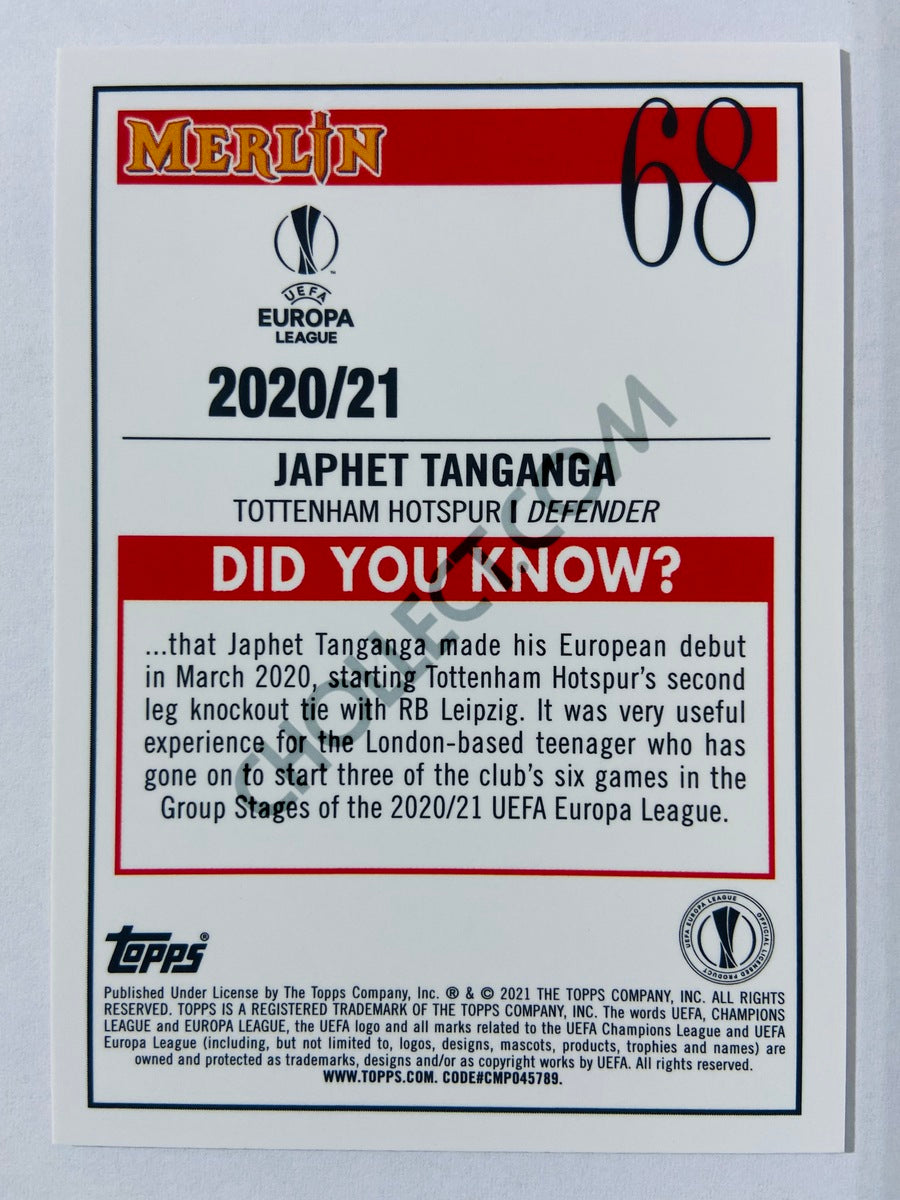 MERLIN
68
UEFA
EUROPA
LEAGUE
2020/21
JAPHET TANGANGA
TOTTENHAM HOTSPUR | DEFENDER
DID YOU KNOW?
...that Japhet Tanganga made his European debut
in March 2020, starting Tottenham Hotspur's second
leg knockout tie with RB Leipzig. It was very useful
experience for the London-based teenager who has
gone on to start three of the club's six games in the
Group Stages of the 2020/21 UEFA Europa League.
CHOLLECT.COM
topps®
UEFA EUROPA LEAGUE OFFICIAL LICENSED PRODUCT
Published Under License by The Topps Company, Inc. ® & © 2021 THE TOPPS COMPANY, INC. ALL RIGHTS
RESERVED. TOPPS IS A REGISTERED TRADEMARK OF THE TOPPS COMPANY, INC. The words UEFA, CHAMPIONS
LEAGUE and EUROPA LEAGUE, the UEFA logo and all marks related to the UEFA Champions League and UEFA
Europa League (including, but not limited to, logos, designs, mascots, products, trophies and names) are
owned and protected as trademarks, designs and/or as copyright works by UEFA. All rights reserved.
WWW.TOPPS.COM. CODE#CMP045789.